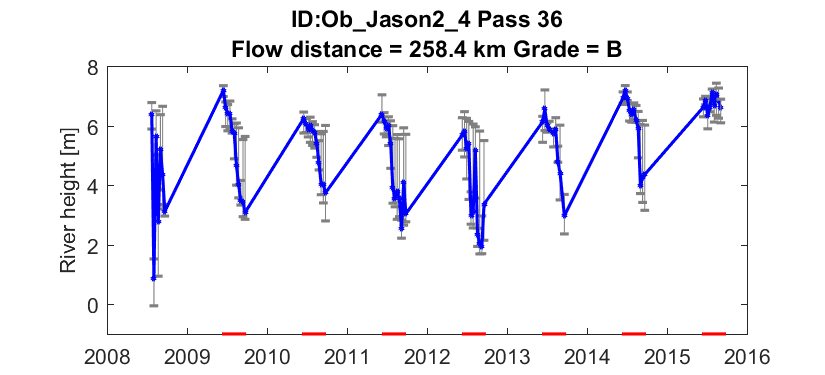 ID:Ob_Jason2_4 Pass 36
Flow distance = 258.4 km Grade = B
River height [m]
8
6
4
2
0
2008 2009 2010 2011 2012 2013 2014 2015 2016